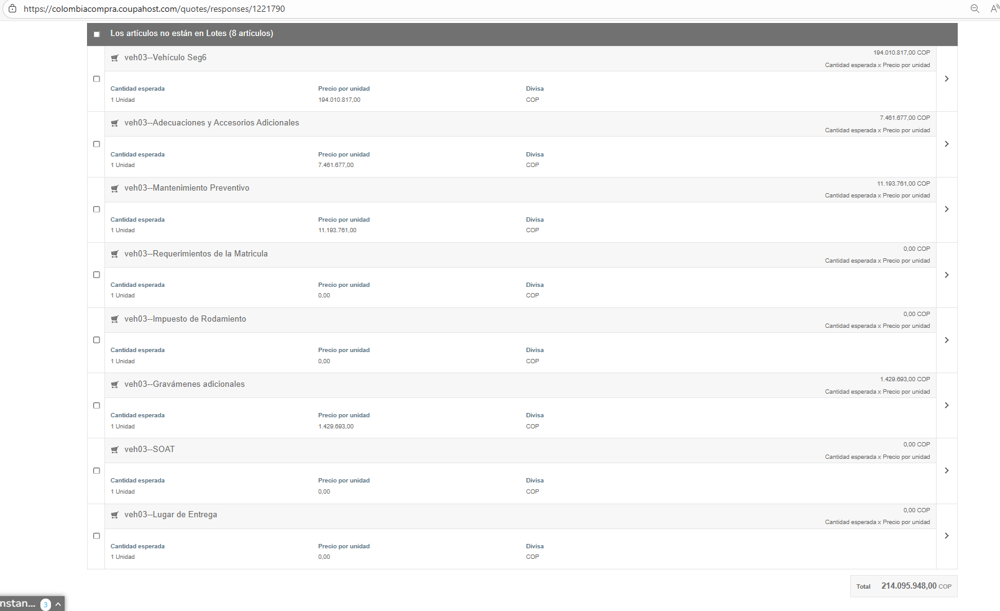 https://colombiacompra.coupahost.com/quotes/responses/1221790
Los artículos no están en Lotes (8 artículos)
veh03--Vehículo Seg6
194.010.817,00 COP
Cantidad esperada x Precio por unidad
Cantidad esperada Precio por unidad Divisa
1 Unidad 194.010.817,00 COP
veh03--Adecuaciones y Accesorios Adicionales
7.461.677,00 COP
Cantidad esperada x Precio por unidad
Cantidad esperada Precio por unidad Divisa
1 Unidad 7.461.677,00 COP
veh03--Mantenimiento Preventivo
11.193.761,00 COP
Cantidad esperada x Precio por unidad
Cantidad esperada Precio por unidad Divisa
1 Unidad 11.193.761,00 COP
veh03--Requerimientos de la Matricula
0,00 COP
Cantidad esperada x Precio por unidad
Cantidad esperada Precio por unidad Divisa
1 Unidad 0,00 COP
veh03--Impuesto de Rodamiento
0,00 COP
Cantidad esperada x Precio por unidad
Cantidad esperada Precio por unidad Divisa
1 Unidad 0,00 COP
veh03--Gravámenes adicionales
1.429.693,00 COP
Cantidad esperada x Precio por unidad
Cantidad esperada Precio por unidad Divisa
1 Unidad 1.429.693,00 COP
veh03--SOAT
0,00 COP
Cantidad esperada x Precio por unidad
Cantidad esperada Precio por unidad Divisa
1 Unidad 0,00 COP
veh03--Lugar de Entrega
0,00 COP
Cantidad esperada x Precio por unidad
Cantidad esperada Precio por unidad Divisa
1 Unidad 0,00 COP
Total 214.095.948,00 COP
nstan... 3